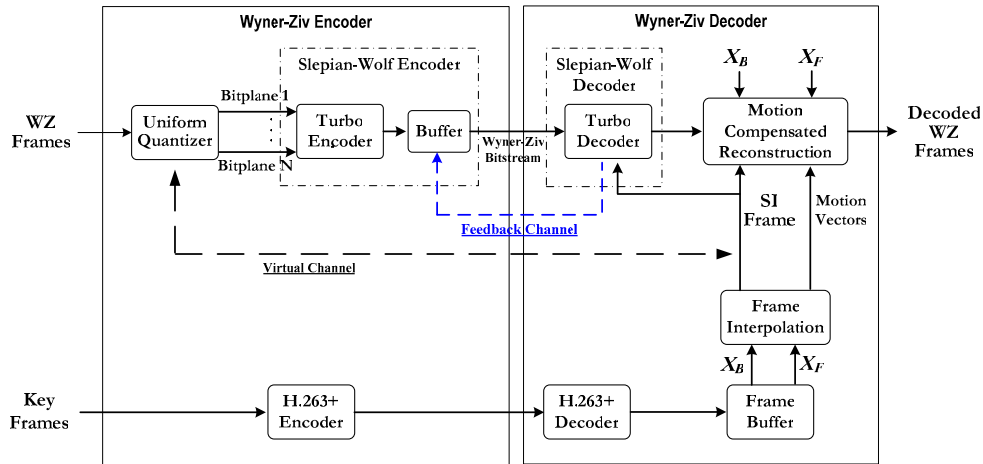 Wyner-Ziv Encoder
Wyner-Ziv Decoder
Slepian-Wolf Encoder
Slepian-Wolf
Decoder
X_B
X_F
WZ
Frames
Uniform
Quantizer
Bitplane 1
Bitplane N
Turbo
Encoder
Buffer
Wyner-Ziv
Bitstream
Turbo
Decoder
Motion
Compensated
Reconstruction
Decoded
WZ
Frames
SI
Frame
Motion
Vectors
Feedback Channel
Virtual Channel
Frame
Interpolation
X_B
X_F
Key
Frames
H.263+
Encoder
H.263+
Decoder
Frame
Buffer